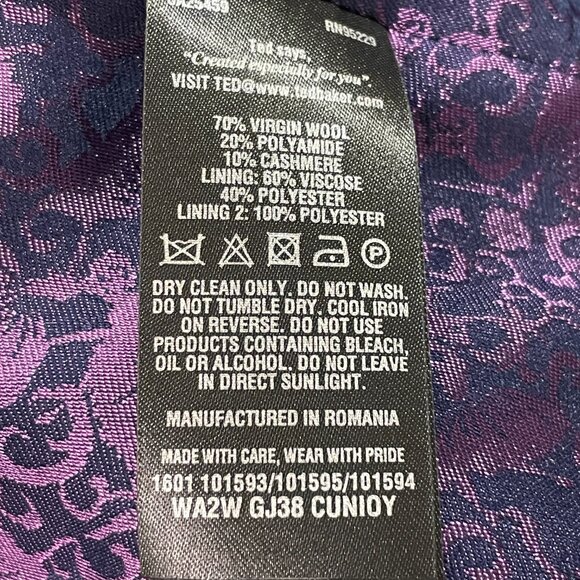 RN95229
Ted says,
"Created especially for you".
VISIT TED@www.tedbaker.com
70% VIRGIN WOOL
20% POLYAMIDE
10% CASHMERE
LINING: 60% VISCOSE
40% POLYESTER
LINING 2: 100% POLYESTER
P
DRY CLEAN ONLY. DO NOT WASH.
DO NOT TUMBLE DRY. COOL IRON
ON REVERSE. DO NOT USE
PRODUCTS CONTAINING BLEACH,
OIL OR ALCOHOL. DO NOT LEAVE
IN DIRECT SUNLIGHT.
MANUFACTURED IN ROMANIA
MADE WITH CARE, WEAR WITH PRIDE
1601 101593/101595/101594
WA2W GJ38 CUNIOY